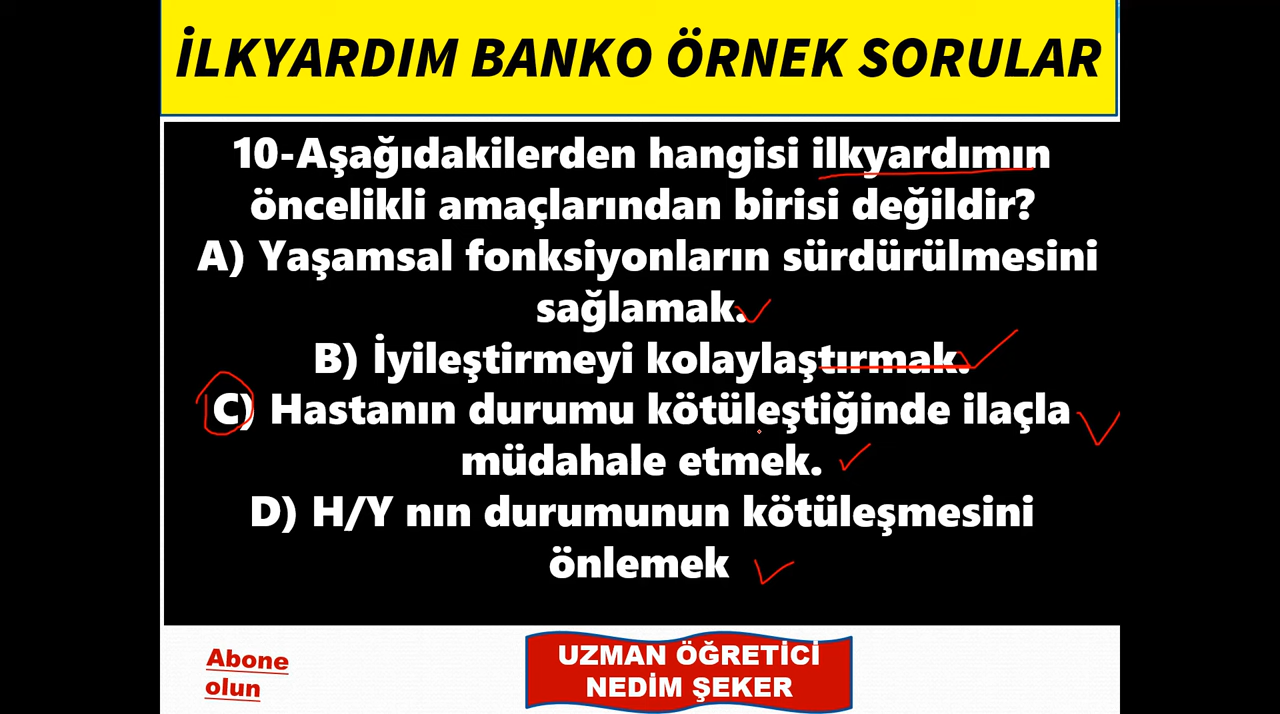 İLKYARDIM BANKO ÖRNEK SORULAR
10-Aşağıdakilerden hangisi ilkyardımın
öncelikli amaçlarından birisi değildir?
A) Yaşamsal fonksiyonların sürdürülmesini
sağlamak.
B) İyileştirmeyi kolaylaştırmak.
C) Hastanın durumu kötüleştiğinde ilaçla
müdahale etmek.
D) H/Y nın durumunun kötüleşmesini
önlemek
Abone
olun
UZMAN ÖĞRETİCİ
NEDİM ŞEKER